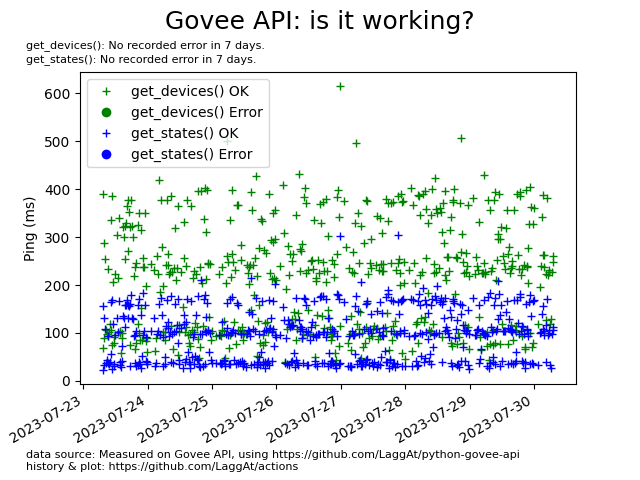 Govee API: is it working?
get_devices(): No recorded error in 7 days.
get_states(): No recorded error in 7 days.
get_devices() OK
get_devices() Error
get_states() OK
get_states() Error
Ping (ms)
600
500
400
300
200
100
0
2023-07-23
2023-07-24
2023-07-25
2023-07-26
2023-07-27
2023-07-28
2023-07-29
2023-07-30
data source: Measured on Govee API, using https://github.com/LaggAt/python-govee-api
history & plot: https://github.com/LaggAt/actions